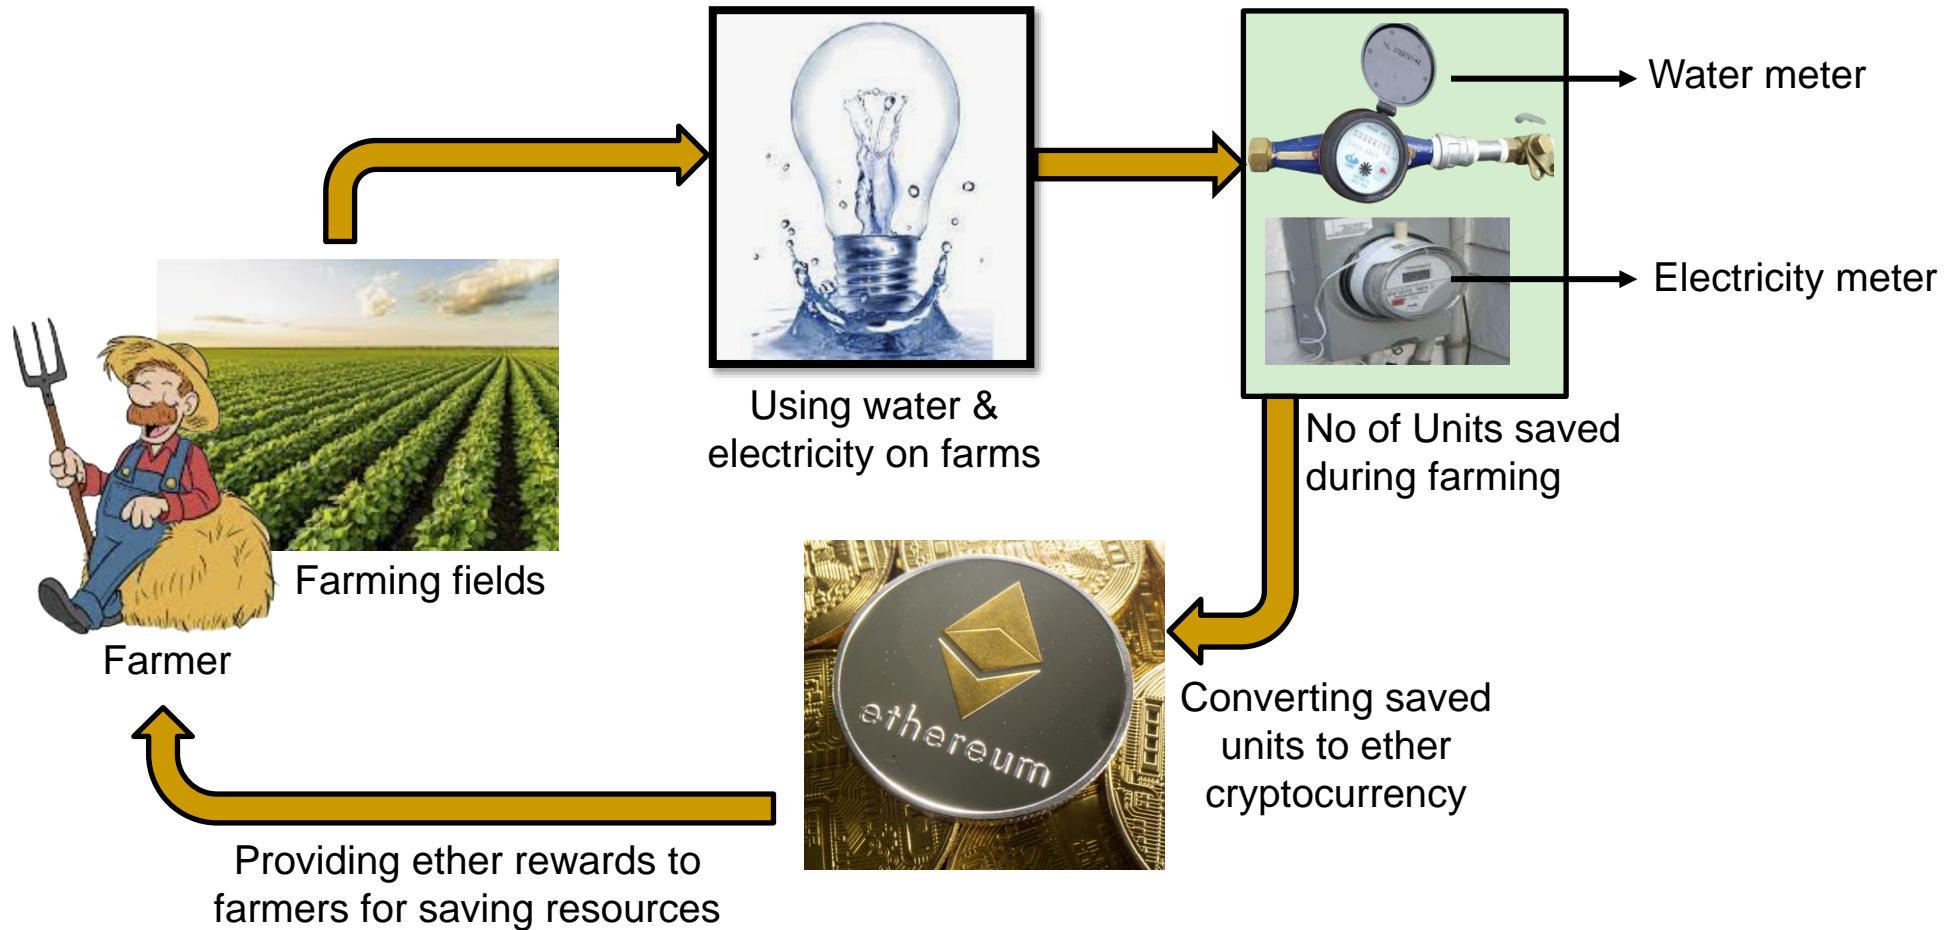 Water meter
Electricity meter
Using water &
electricity on farms
No of Units saved
during farming
Farming fields
Farmer
ethereum
Converting saved
units to ether
cryptocurrency
Providing ether rewards to
farmers for saving resources